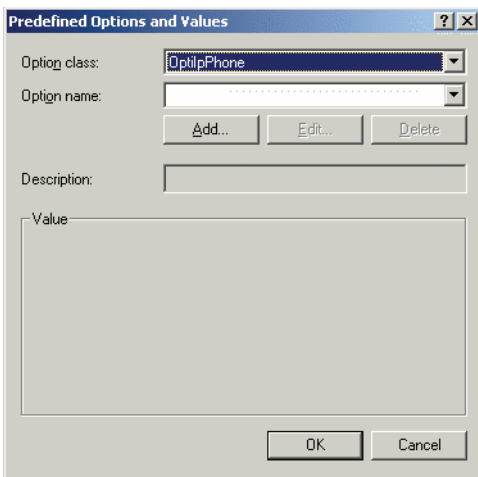 Predefined Options and Values
Option class: OptiIpPhone
Option name:
Add... Edit... Delete
Description:
Value
OK Cancel